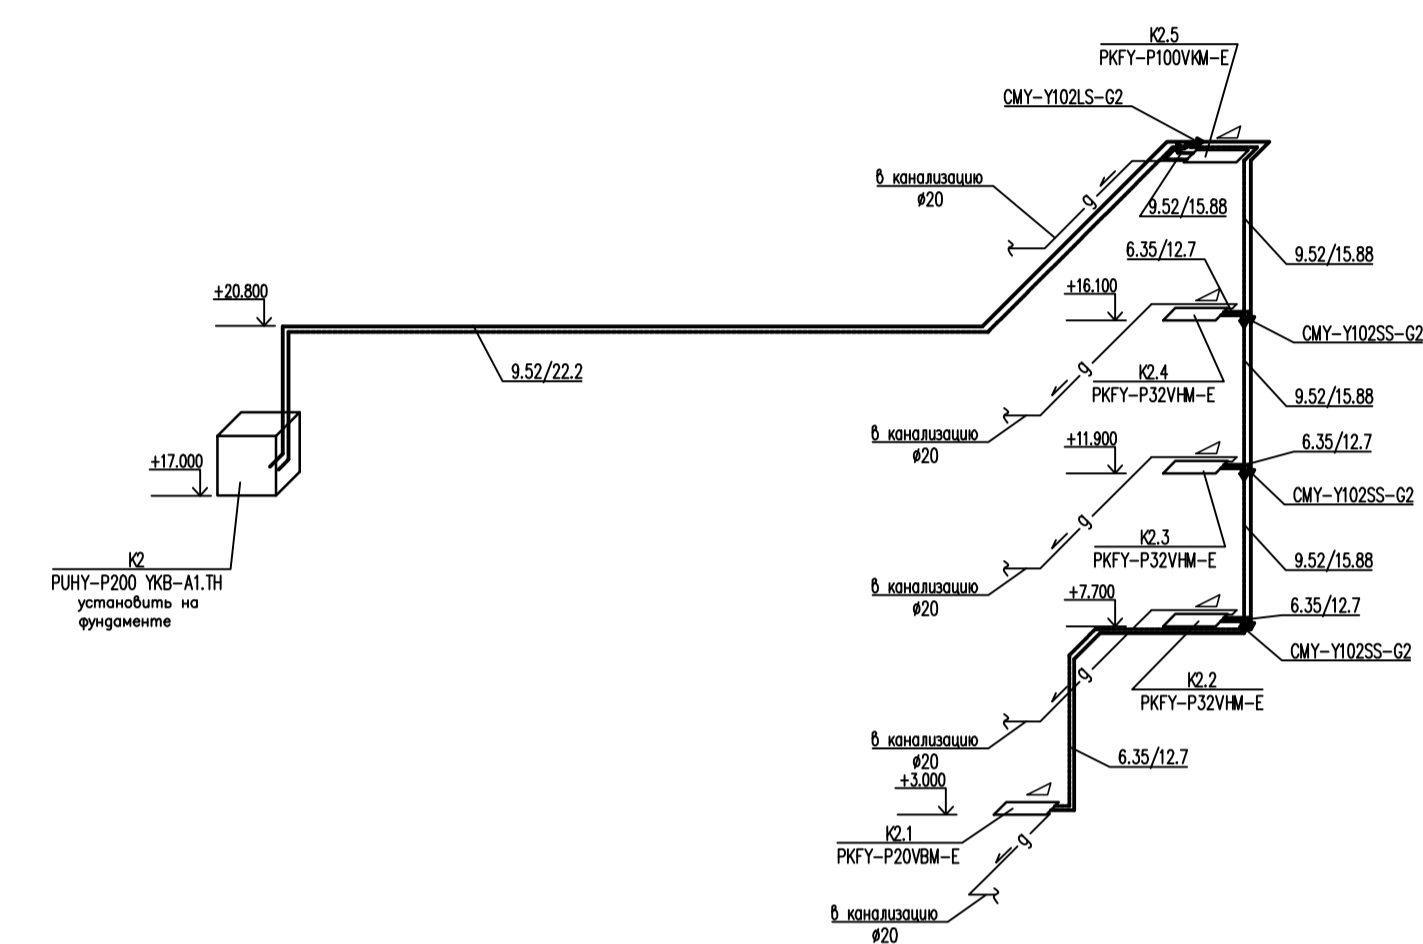 K2.5
PKFY-P100VKM-E
CMY-Y102LS-G2
в канализацию
ø20
9.52/15.88
6.35/12.7
9.52/15.88
+20.800
+16.100
CMY-Y102SS-G2
9.52/22.2
K2.4
PKFY-P32VHM-E
9.52/15.88
в канализацию
ø20
+11.900
6.35/12.7
+17.000
CMY-Y102SS-G2
K2
PUHY-P200 YKB-A1.TH
установить на
фундаменте
K2.3
PKFY-P32VHM-E
9.52/15.88
в канализацию
ø20
+7.700
6.35/12.7
CMY-Y102SS-G2
K2.2
PKFY-P32VHM-E
в канализацию
ø20
6.35/12.7
+3.000
K2.1
PKFY-P20VBM-E
в канализацию
ø20
g
g
g
g
g